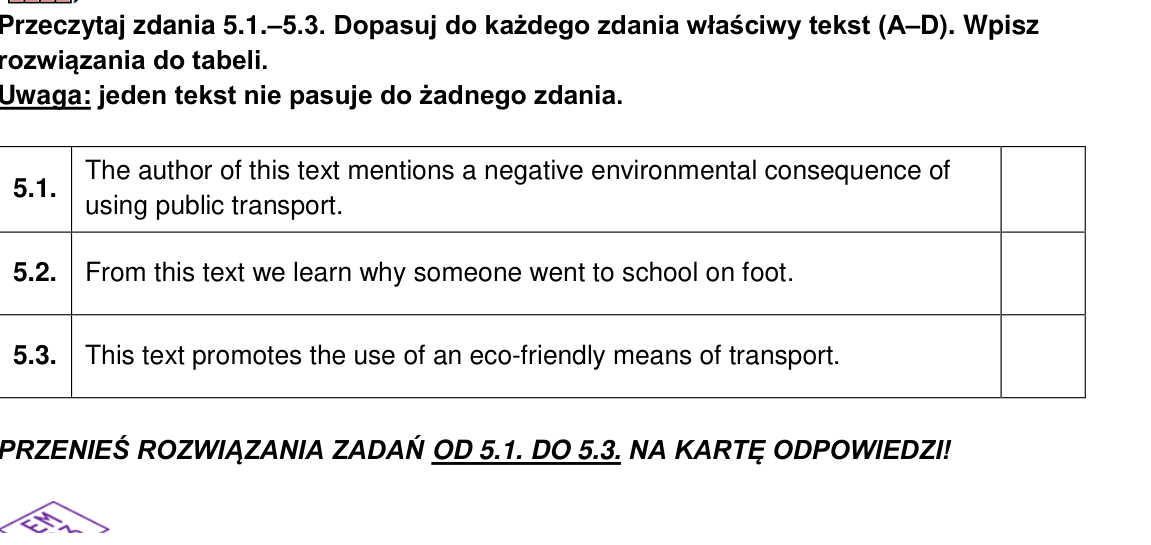 Przeczytaj zdania 5.1.–5.3. Dopasuj do każdego zdania właściwy tekst (A–D). Wpisz
rozwiązania do tabeli.
Uwaga: jeden tekst nie pasuje do żadnego zdania.
5.1. The author of this text mentions a negative environmental consequence of
using public transport.
5.2. From this text we learn why someone went to school on foot.
5.3. This text promotes the use of an eco-friendly means of transport.
PRZENIEŚ ROZWIĄZANIA ZADAŃ OD 5.1. DO 5.3. NA KARTĘ ODPOWIEDZI!
EM